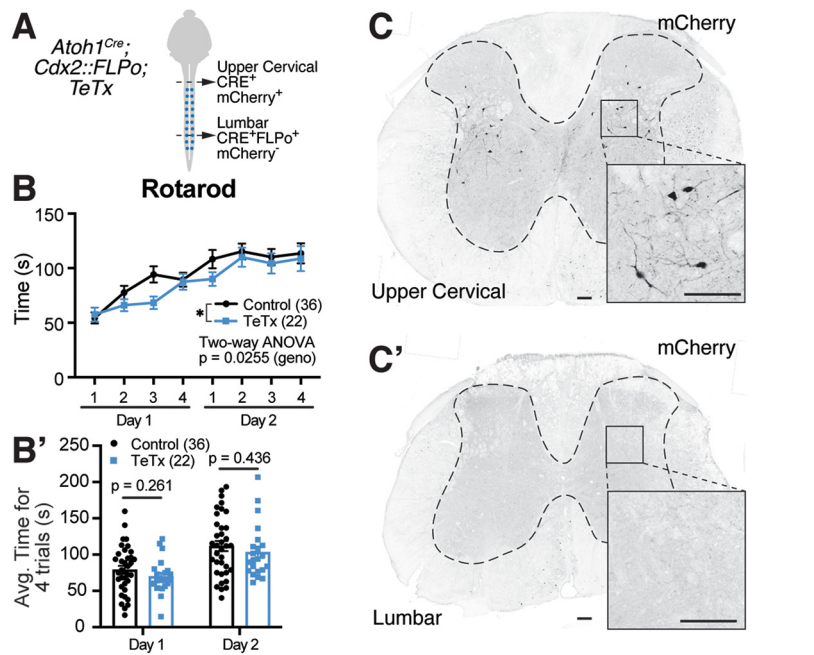 A
Atoh1Cre;
Cdx2::FLPo;
TeTx
Upper Cervical
CRE+
mCherry+
Lumbar
CRE+FLPo+
mCherry-
B
Rotarod
Time (s)
150
100
50
0
Control (36)
TeTx (22)
*
Two-way ANOVA
p = 0.0255 (geno)
1 2 3 4 1 2 3 4
Day 1 Day 2
B'
Control (36)
TeTx (22)
p = 0.261
p = 0.436
Avg. Time for
4 trials (s)
250
200
150
100
50
0
Day 1 Day 2
C
mCherry
Upper Cervical
C'
mCherry
Lumbar